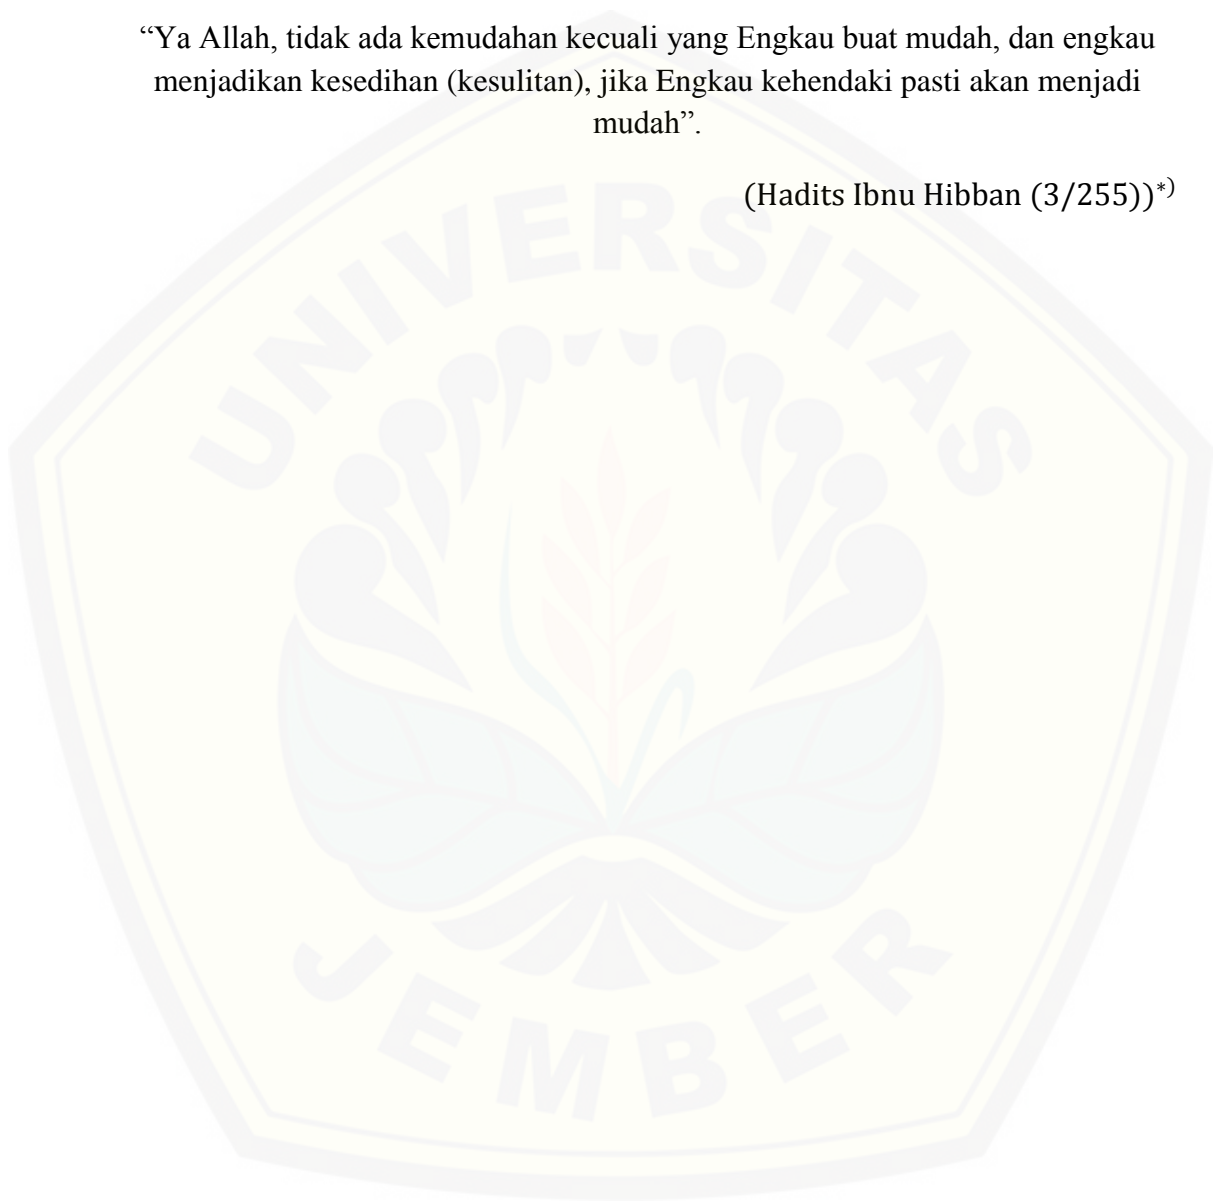 “Ya Allah, tidak ada kemudahan kecuali yang Engkau buat mudah, dan engkau
menjadikan kesedihan (kesulitan), jika Engkau kehendaki pasti akan menjadi
mudah”.
(Hadits Ibnu Hibban (3/255))*)
UNIVERSITAS
JEMBER